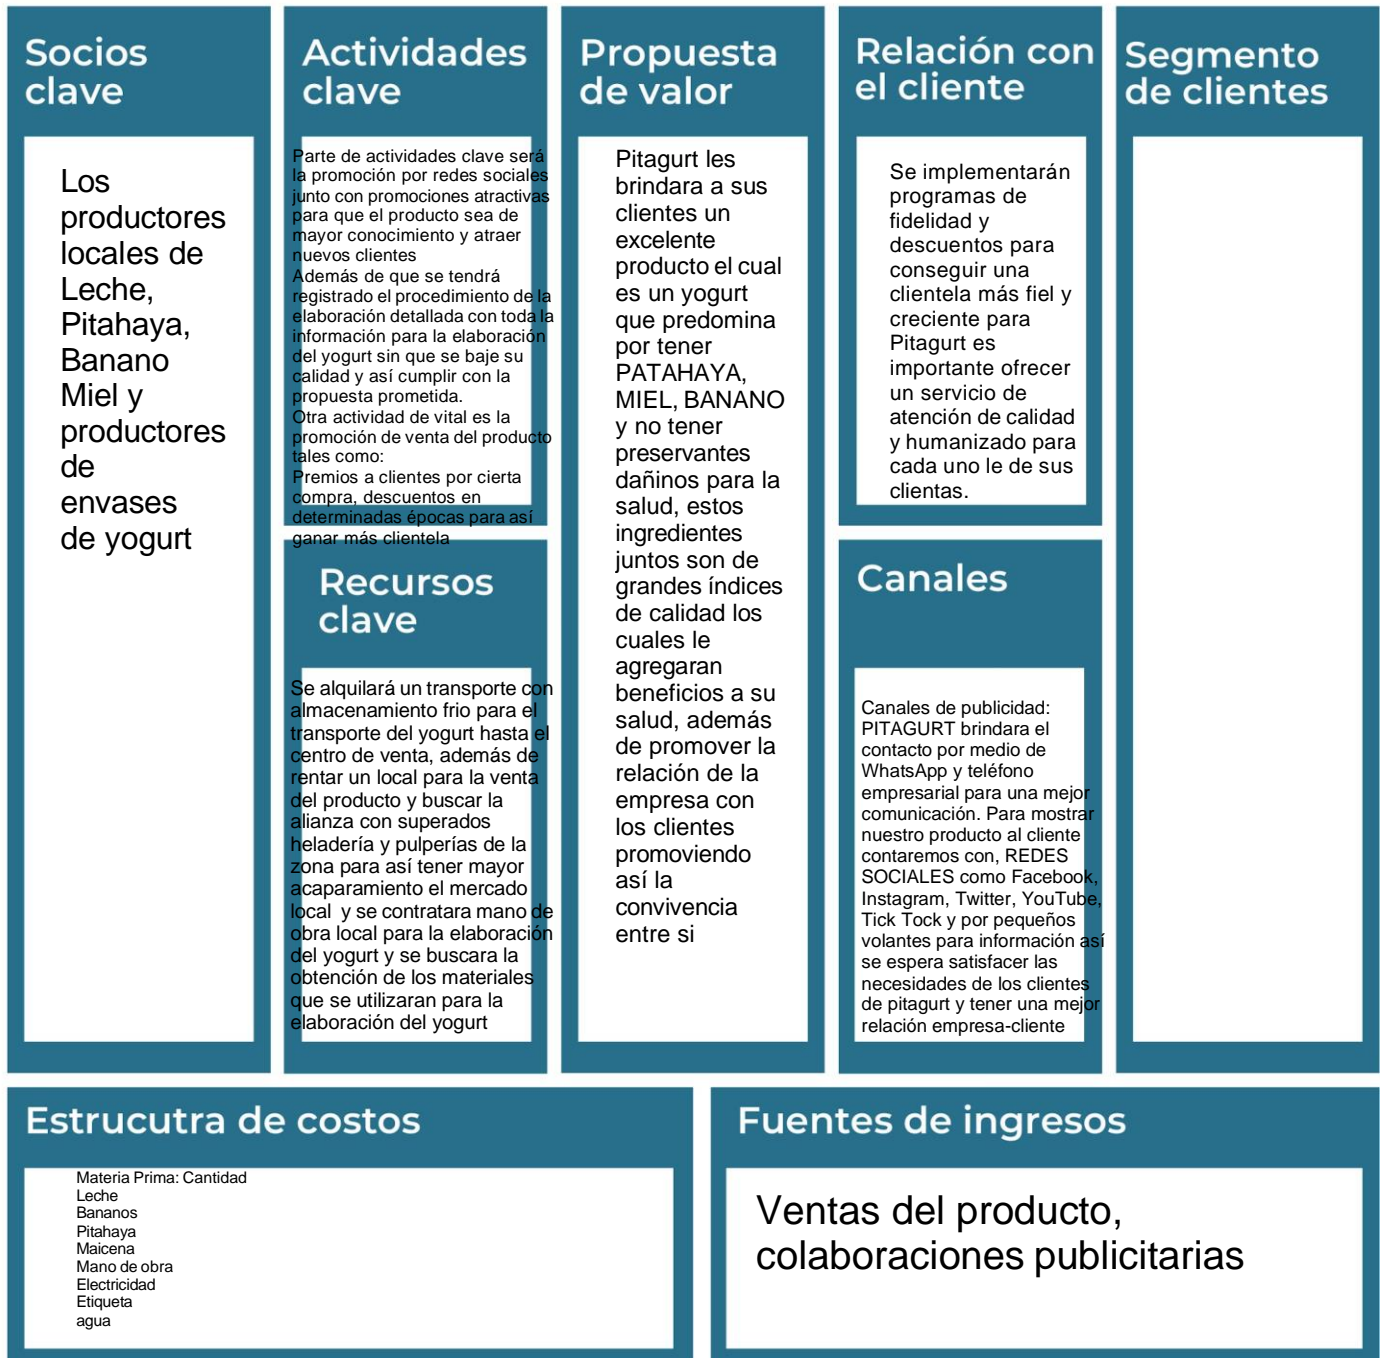 Socios
clave
Los
productores
locales de
Leche,
Pitahaya,
Banano
Miel y
productores
de
envases
de yogurt
Actividades
clave
Parte de actividades clave será
la promoción por redes sociales
junto con promociones atractivas
para que el producto sea de
mayor conocimiento y atraer
nuevos clientes
Además de que se tendrá
registrado el procedimiento de la
elaboración detallada con toda la
información para la elaboración
del yogurt sin que se baje su
calidad y así cumplir con la
propuesta prometida.
Otra actividad de vital es la
promoción de venta del producto
tales como:
Premios a clientes por cierta
compra, descuentos en
determinadas épocas para así
ganar más clientela
Recursos
clave
Se alquilará un transporte con
almacenamiento frio para el
transporte del yogurt hasta el
centro de venta, además de
rentar un local para la venta
del producto y buscar la
alianza con superados
heladería y pulperías de la
zona para así tener mayor
acaparamiento el mercado
local y se contratara mano de
obra local para la elaboración
del yogurt y se buscara la
obtención de los materiales
que se utilizaran para la
elaboración del yogurt
Propuesta
de valor
Pitagurt les
brindara a sus
clientes un
excelente
producto el cual
es un yogurt
que predomina
por tener
PATAHAYA,
MIEL, BANANO
y no tener
preservantes
dañinos para la
salud, estos
ingredientes
juntos son de
grandes índices
de calidad los
cuales le
agregaran
beneficios a su
salud, además
de promover la
relación de la
empresa con
los clientes
promoviendo
así la
convivencia
entre si
Relación con
el cliente
Se implementarán
programas de
fidelidad y
descuentos para
conseguir una
clientela más fiel y
creciente para
Pitagurt es
importante ofrecer
un servicio de
atención de calidad
y humanizado para
cada uno le de sus
clientas.
Canales
Canales de publicidad:
PITAGURT brindara el
contacto por medio de
WhatsApp y teléfono
empresarial para una mejor
comunicación. Para mostrar
nuestro producto al cliente
contaremos con, REDES
SOCIALES como Facebook,
Instagram, Twitter, YouTube,
Tick Tock y por pequeños
volantes para información así
se espera satisfacer las
necesidades de los clientes
de pitagurt y tener una mejor
relación empresa-cliente
Segmento
de clientes
Estrucutra de costos
Materia Prima: Cantidad
Leche
Bananos
Pitahaya
Maicena
Mano de obra
Electricidad
Etiqueta
agua
Fuentes de ingresos
Ventas del producto,
colaboraciones publicitarias